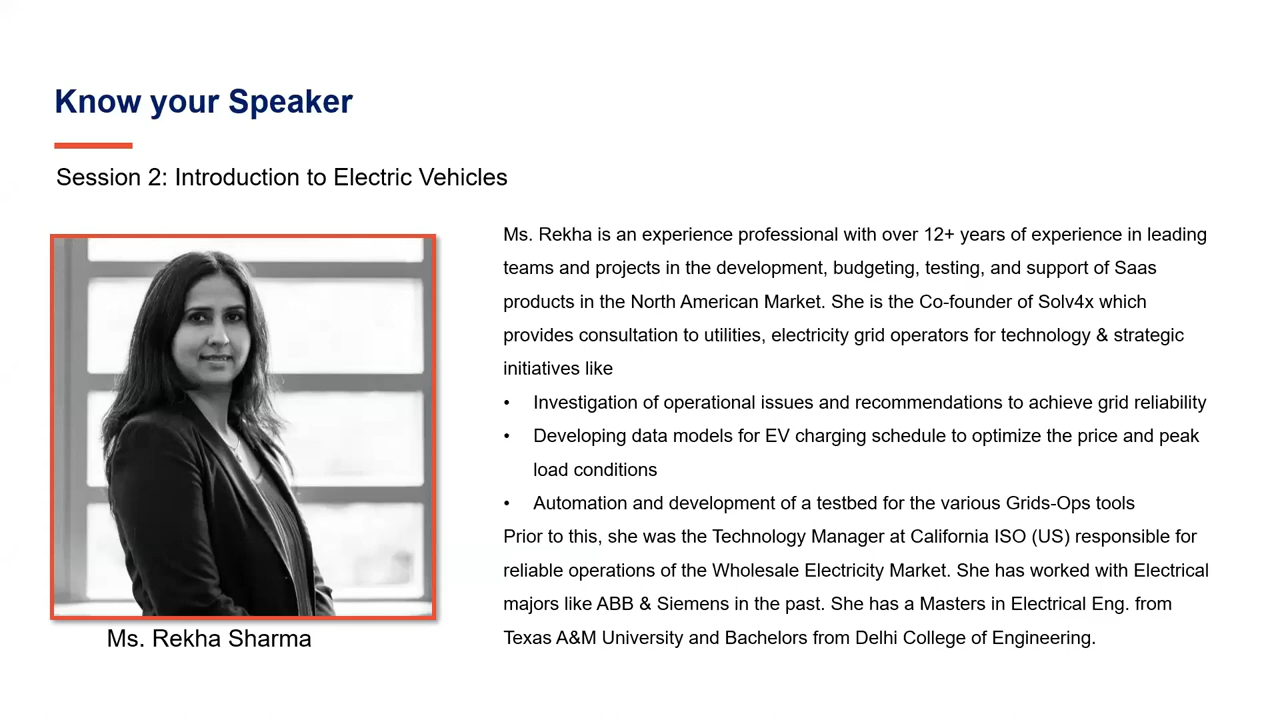 Know your Speaker
Session 2: Introduction to Electric Vehicles
Ms. Rekha is an experience professional with over 12+ years of experience in leading
teams and projects in the development, budgeting, testing, and support of Saas
products in the North American Market. She is the Co-founder of Solv4x which
provides consultation to utilities, electricity grid operators for technology & strategic
initiatives like
• Investigation of operational issues and recommendations to achieve grid reliability
• Developing data models for EV charging schedule to optimize the price and peak
load conditions
• Automation and development of a testbed for the various Grids-Ops tools
Prior to this, she was the Technology Manager at California ISO (US) responsible for
reliable operations of the Wholesale Electricity Market. She has worked with Electrical
majors like ABB & Siemens in the past. She has a Masters in Electrical Eng. from
Texas A&M University and Bachelors from Delhi College of Engineering.
Ms. Rekha Sharma